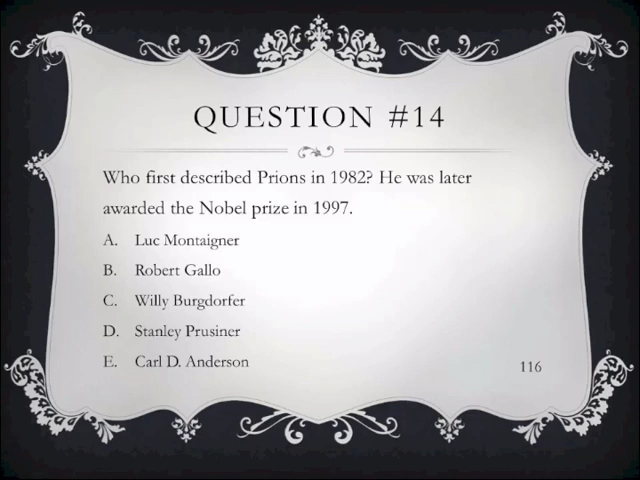 QUESTION #14
Who first described Prions in 1982? He was later
awarded the Nobel prize in 1997.
A. Luc Montaigner
B. Robert Gallo
C. Willy Burgdorfer
D. Stanley Prusiner
E. Carl D. Anderson
116